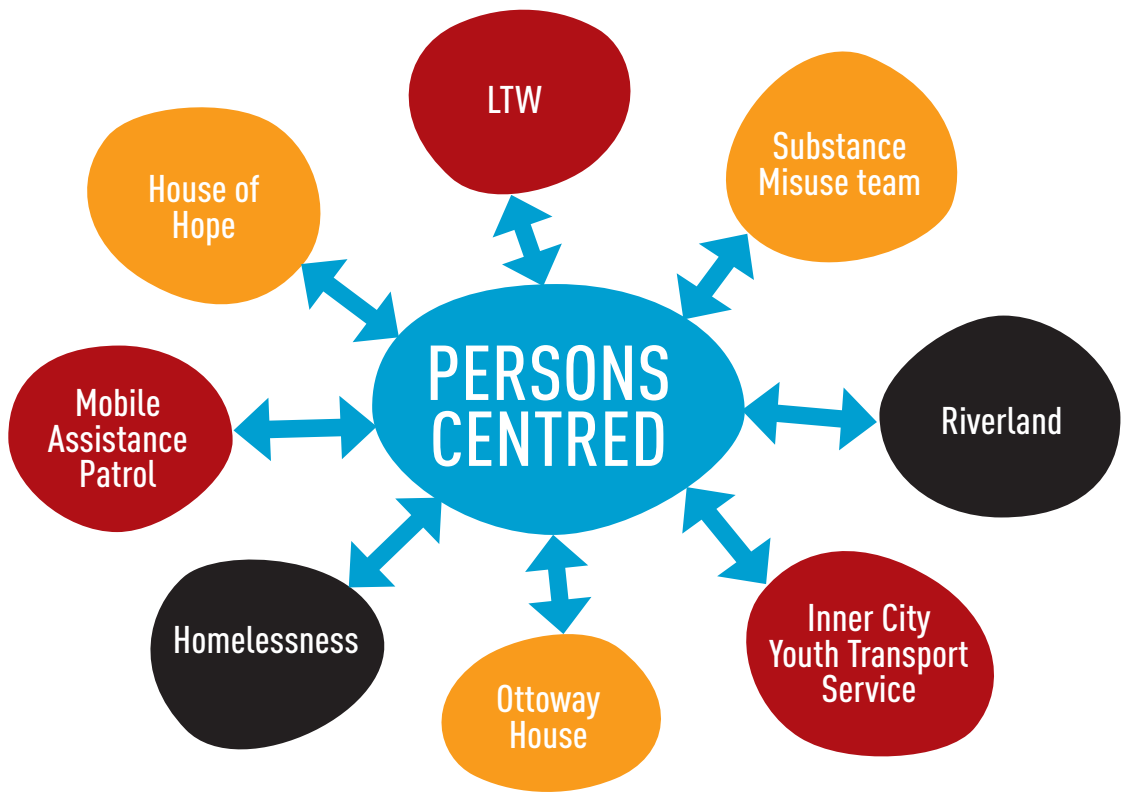 LTW
Substance
Misuse team
House of
Hope
PERSONS
CENTRED
Mobile
Assistance
Patrol
Riverland
Homelessness
Inner City
Youth Transport
Service
Ottoway
House